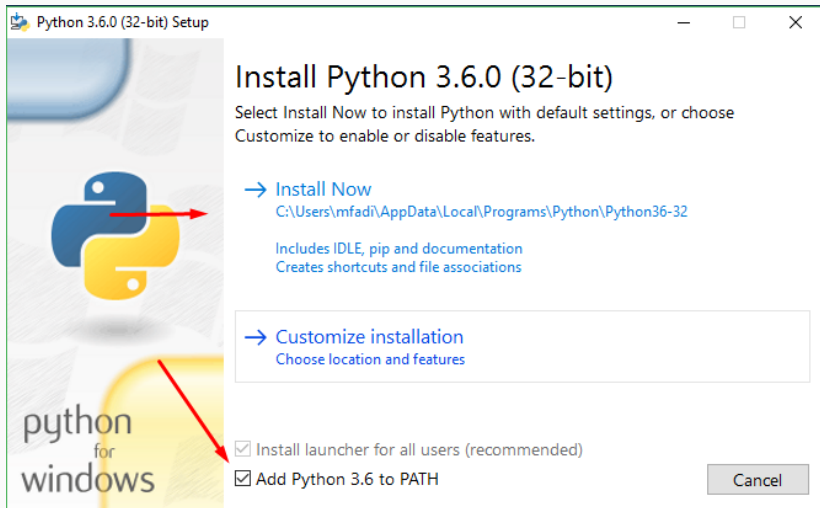 Python 3.6.0 (32-bit) Setup
Install Python 3.6.0 (32-bit)
Select Install Now to install Python with default settings, or choose
Customize to enable or disable features.
Install Now
C:\Users\mfadi\AppData\Local\Programs\Python\Python36-32
Includes IDLE, pip and documentation
Creates shortcuts and file associations
Customize installation
Choose location and features
python
for
windows
Install launcher for all users (recommended)
Add Python 3.6 to PATH
Cancel